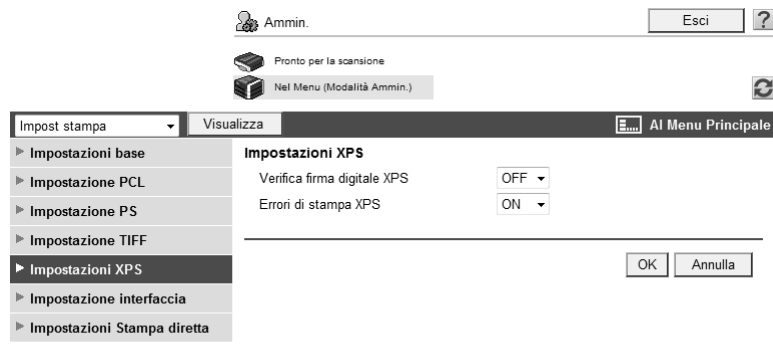 Ammin.
Esci
?
Pronto per la scansione
Nel Menu (Modalità Ammin.)
Impost stampa
Visualizza
Al Menu Principale
Impostazioni base
Impostazione PCL
Impostazione PS
Impostazione TIFF
Impostazioni XPS
Impostazione interfaccia
Impostazioni Stampa diretta
Impostazioni XPS
Verifica firma digitale XPS OFF
Errori di stampa XPS ON
OK
Annulla